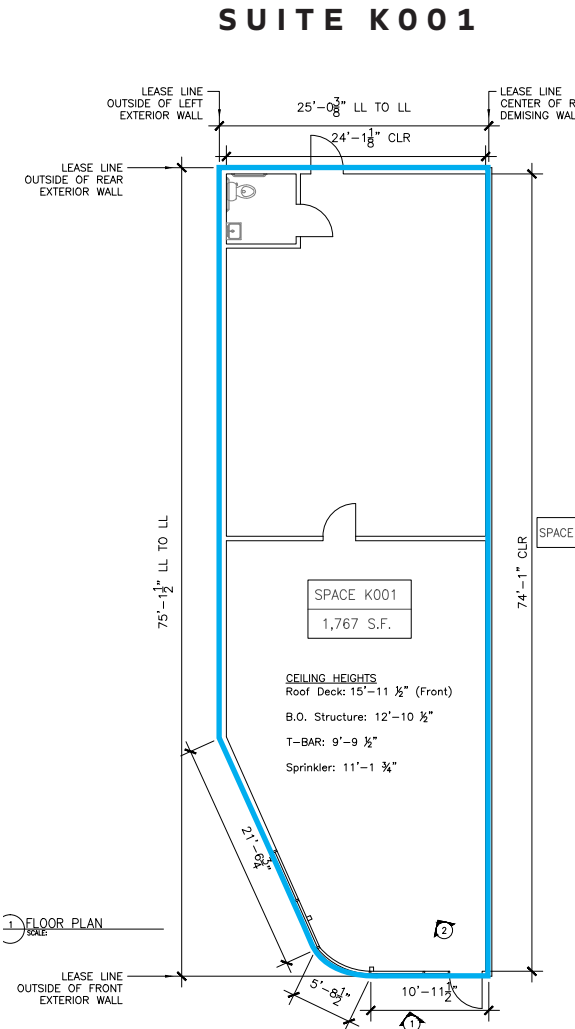 SUITE K001
LEASE LINE
OUTSIDE OF LEFT
EXTERIOR WALL
25'-0⅜" LL TO LL
LEASE LINE
CENTER OF R
DEMISING WAL
24'-1⅛" CLR
LEASE LINE
OUTSIDE OF REAR
EXTERIOR WALL
75'-1½" LL TO LL
74'-1" CLR
SPACE
SPACE K001
1,767 S.F.
CEILING HEIGHTS
Roof Deck: 15'-11 ½" (Front)
B.O. Structure: 12'-10 ½"
T-BAR: 9'-9 ½"
Sprinkler: 11'-1 ¾"
21'-6¾"
1 FLOOR PLAN
SCALE:
2
LEASE LINE
OUTSIDE OF FRONT
EXTERIOR WALL
5'-8½"
10'-11½"
1